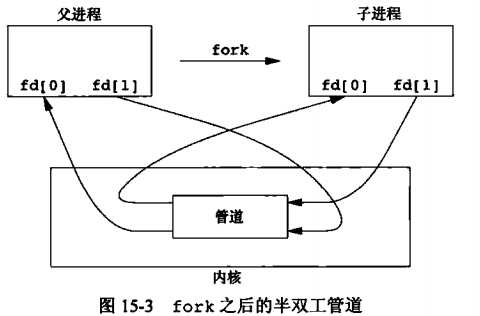 父进程
子进程
fork
fd[0] fd[1]
fd[0] fd[1]
管道
内核
图 15-3 fork 之后的半双工管道